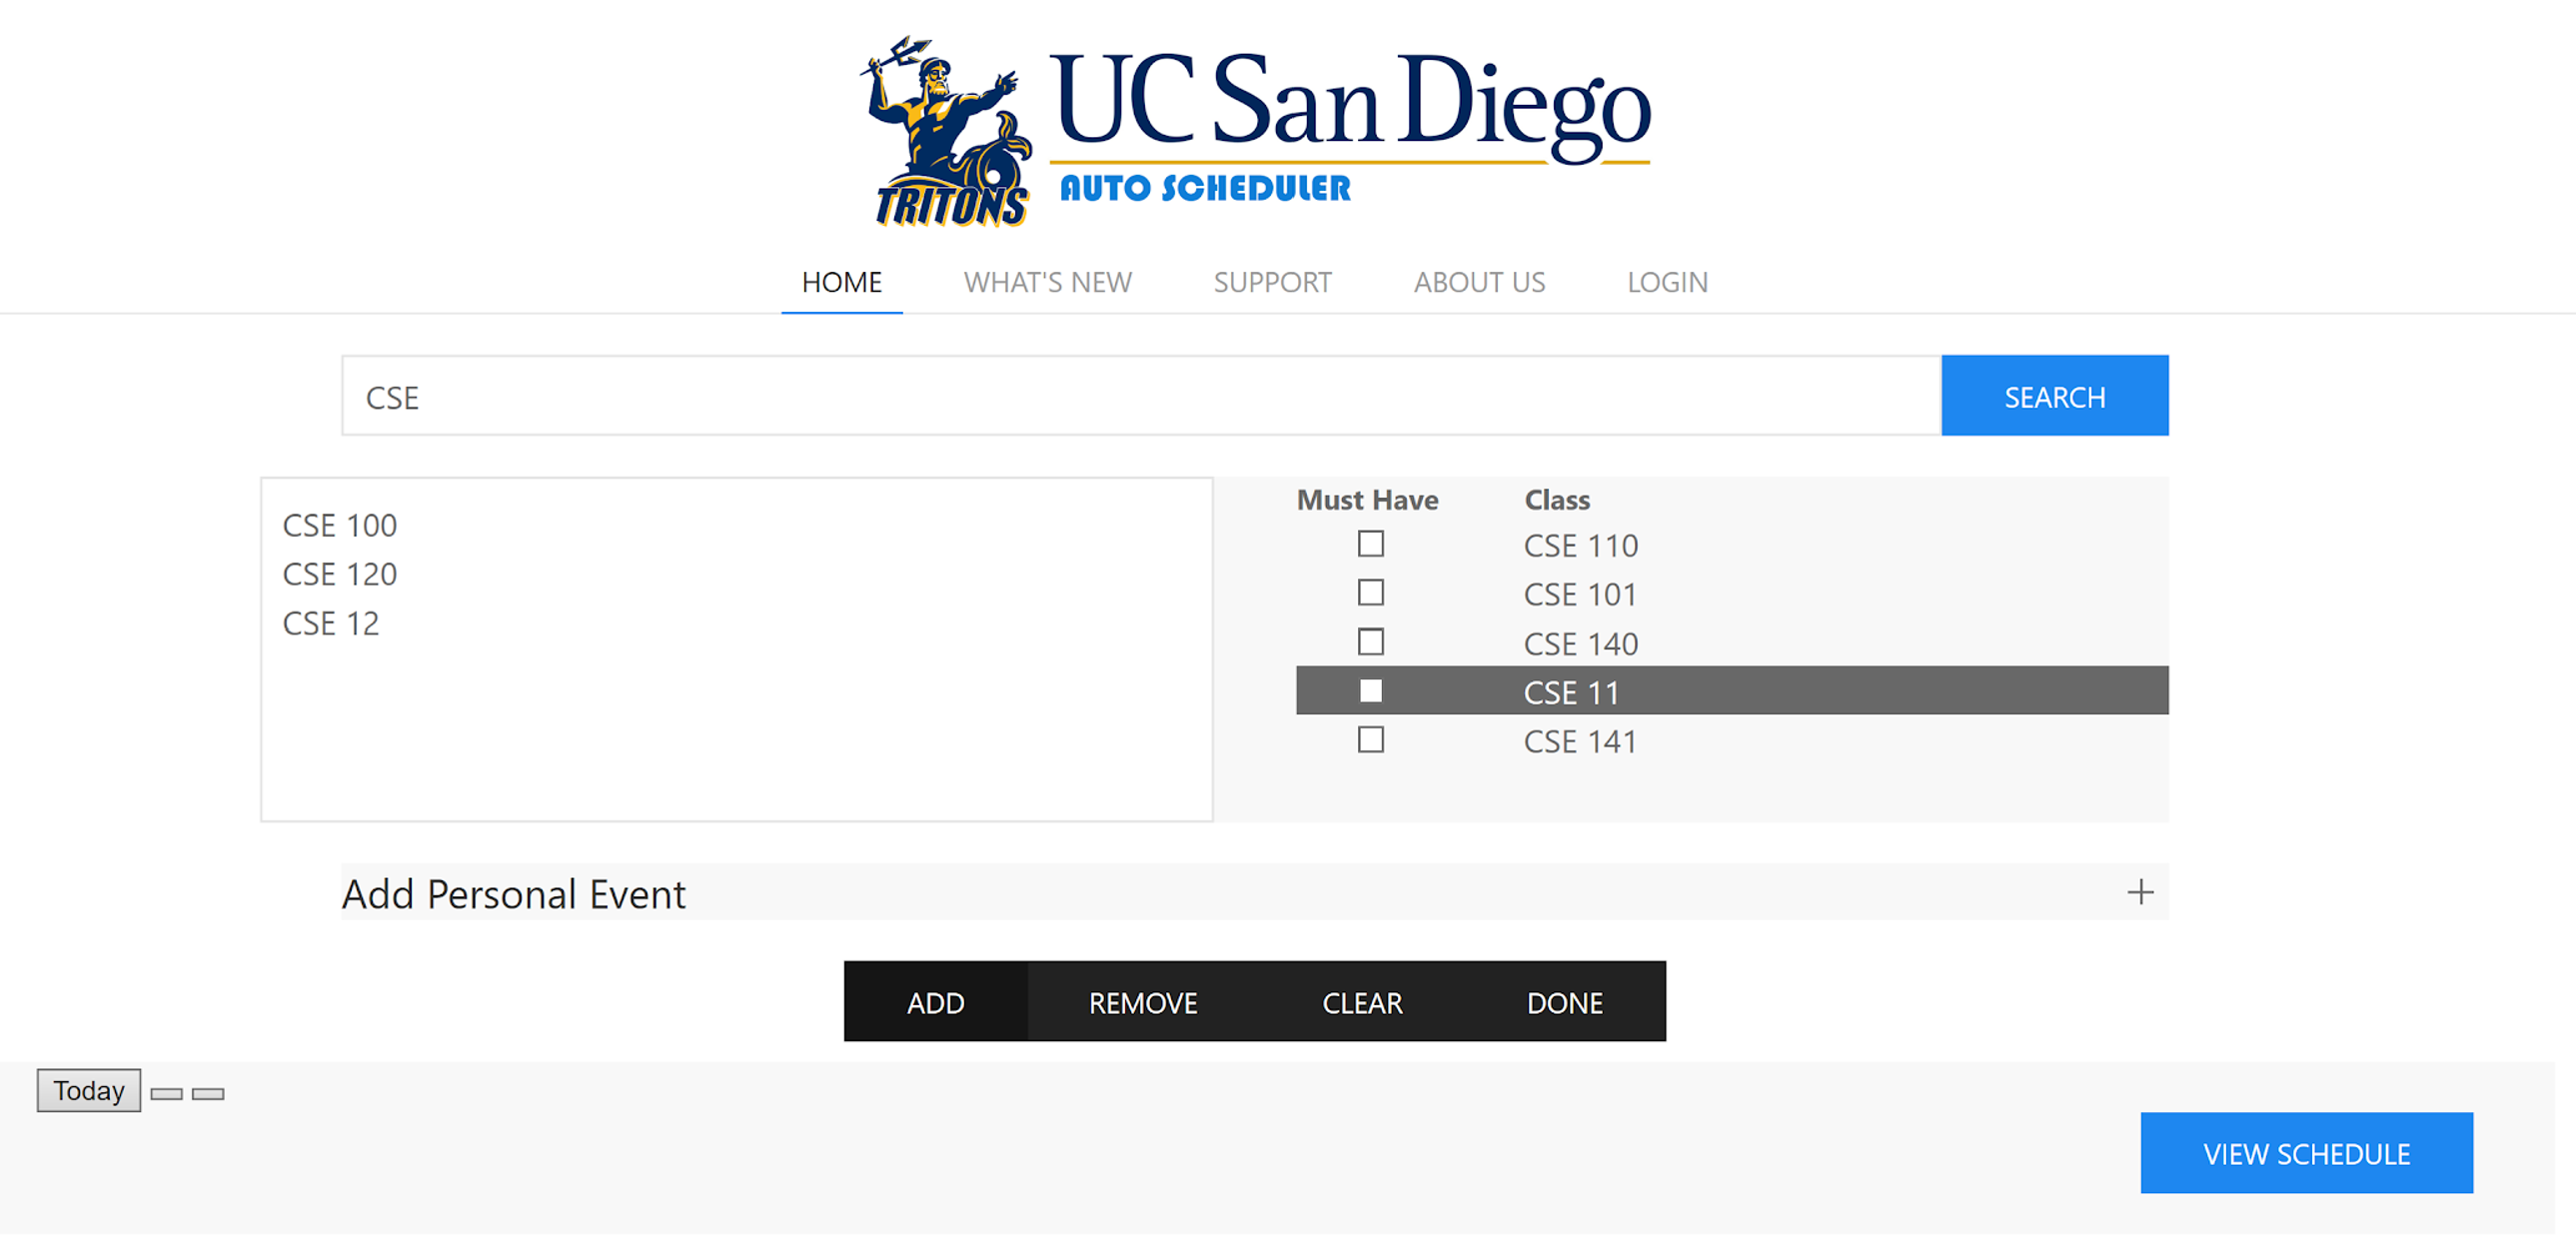 TRITONS
UC San Diego
AUTO SCHEDULER
HOME WHAT'S NEW SUPPORT ABOUT US LOGIN
CSE SEARCH
CSE 100
CSE 120
CSE 12
Must Have Class
CSE 110
CSE 101
CSE 140
CSE 11
CSE 141
Add Personal Event +
ADD REMOVE CLEAR DONE
Today
VIEW SCHEDULE